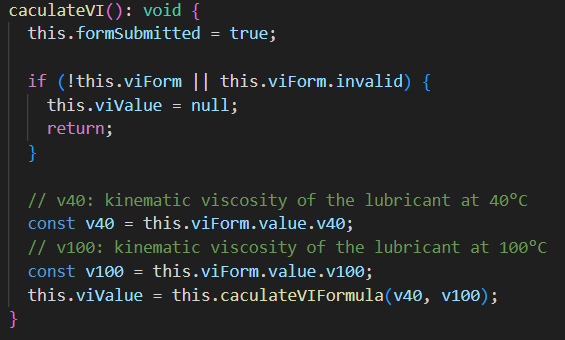 caculateVI(): void {
this.formSubmitted = true;
if (!this.viForm || this.viForm.invalid) {
this.viValue = null;
return;
}
// v40: kinematic viscosity of the lubricant at 40°C
const v40 = this.viForm.value.v40;
// v100: kinematic viscosity of the lubricant at 100°C
const v100 = this.viForm.value.v100;
this.viValue = this.caculateVIFormula(v40, v100);
}